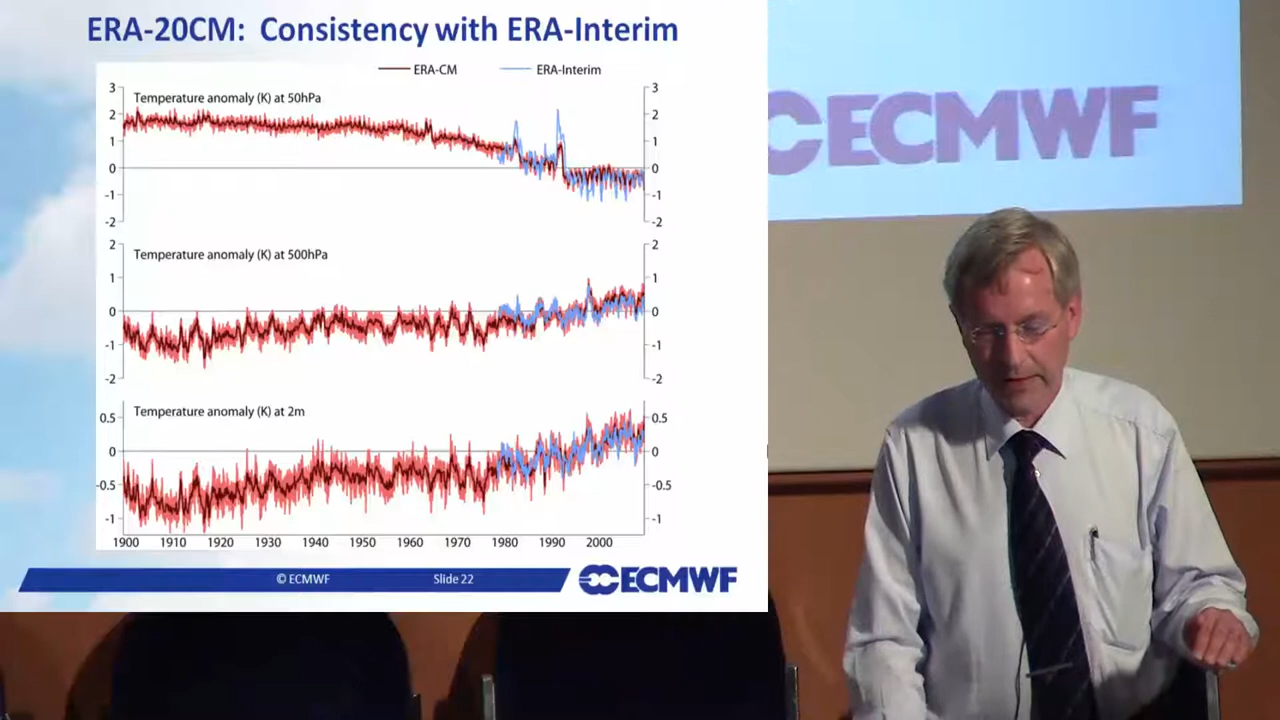 ERA-20CM: Consistency with ERA-Interim
ERA-CM
ERA-Interim
Temperature anomaly (K) at 50hPa
3
2
1
0
-1
-2
3
2
1
0
-1
-2
Temperature anomaly (K) at 500hPa
2
1
0
-1
-2
2
1
0
-1
-2
Temperature anomaly (K) at 2m
0.5
0
-0.5
-1
0.5
0
-0.5
-1
1900 1910 1920 1930 1940 1950 1960 1970 1980 1990 2000
© ECMWF
Slide 22
ECMWF
ECMWF